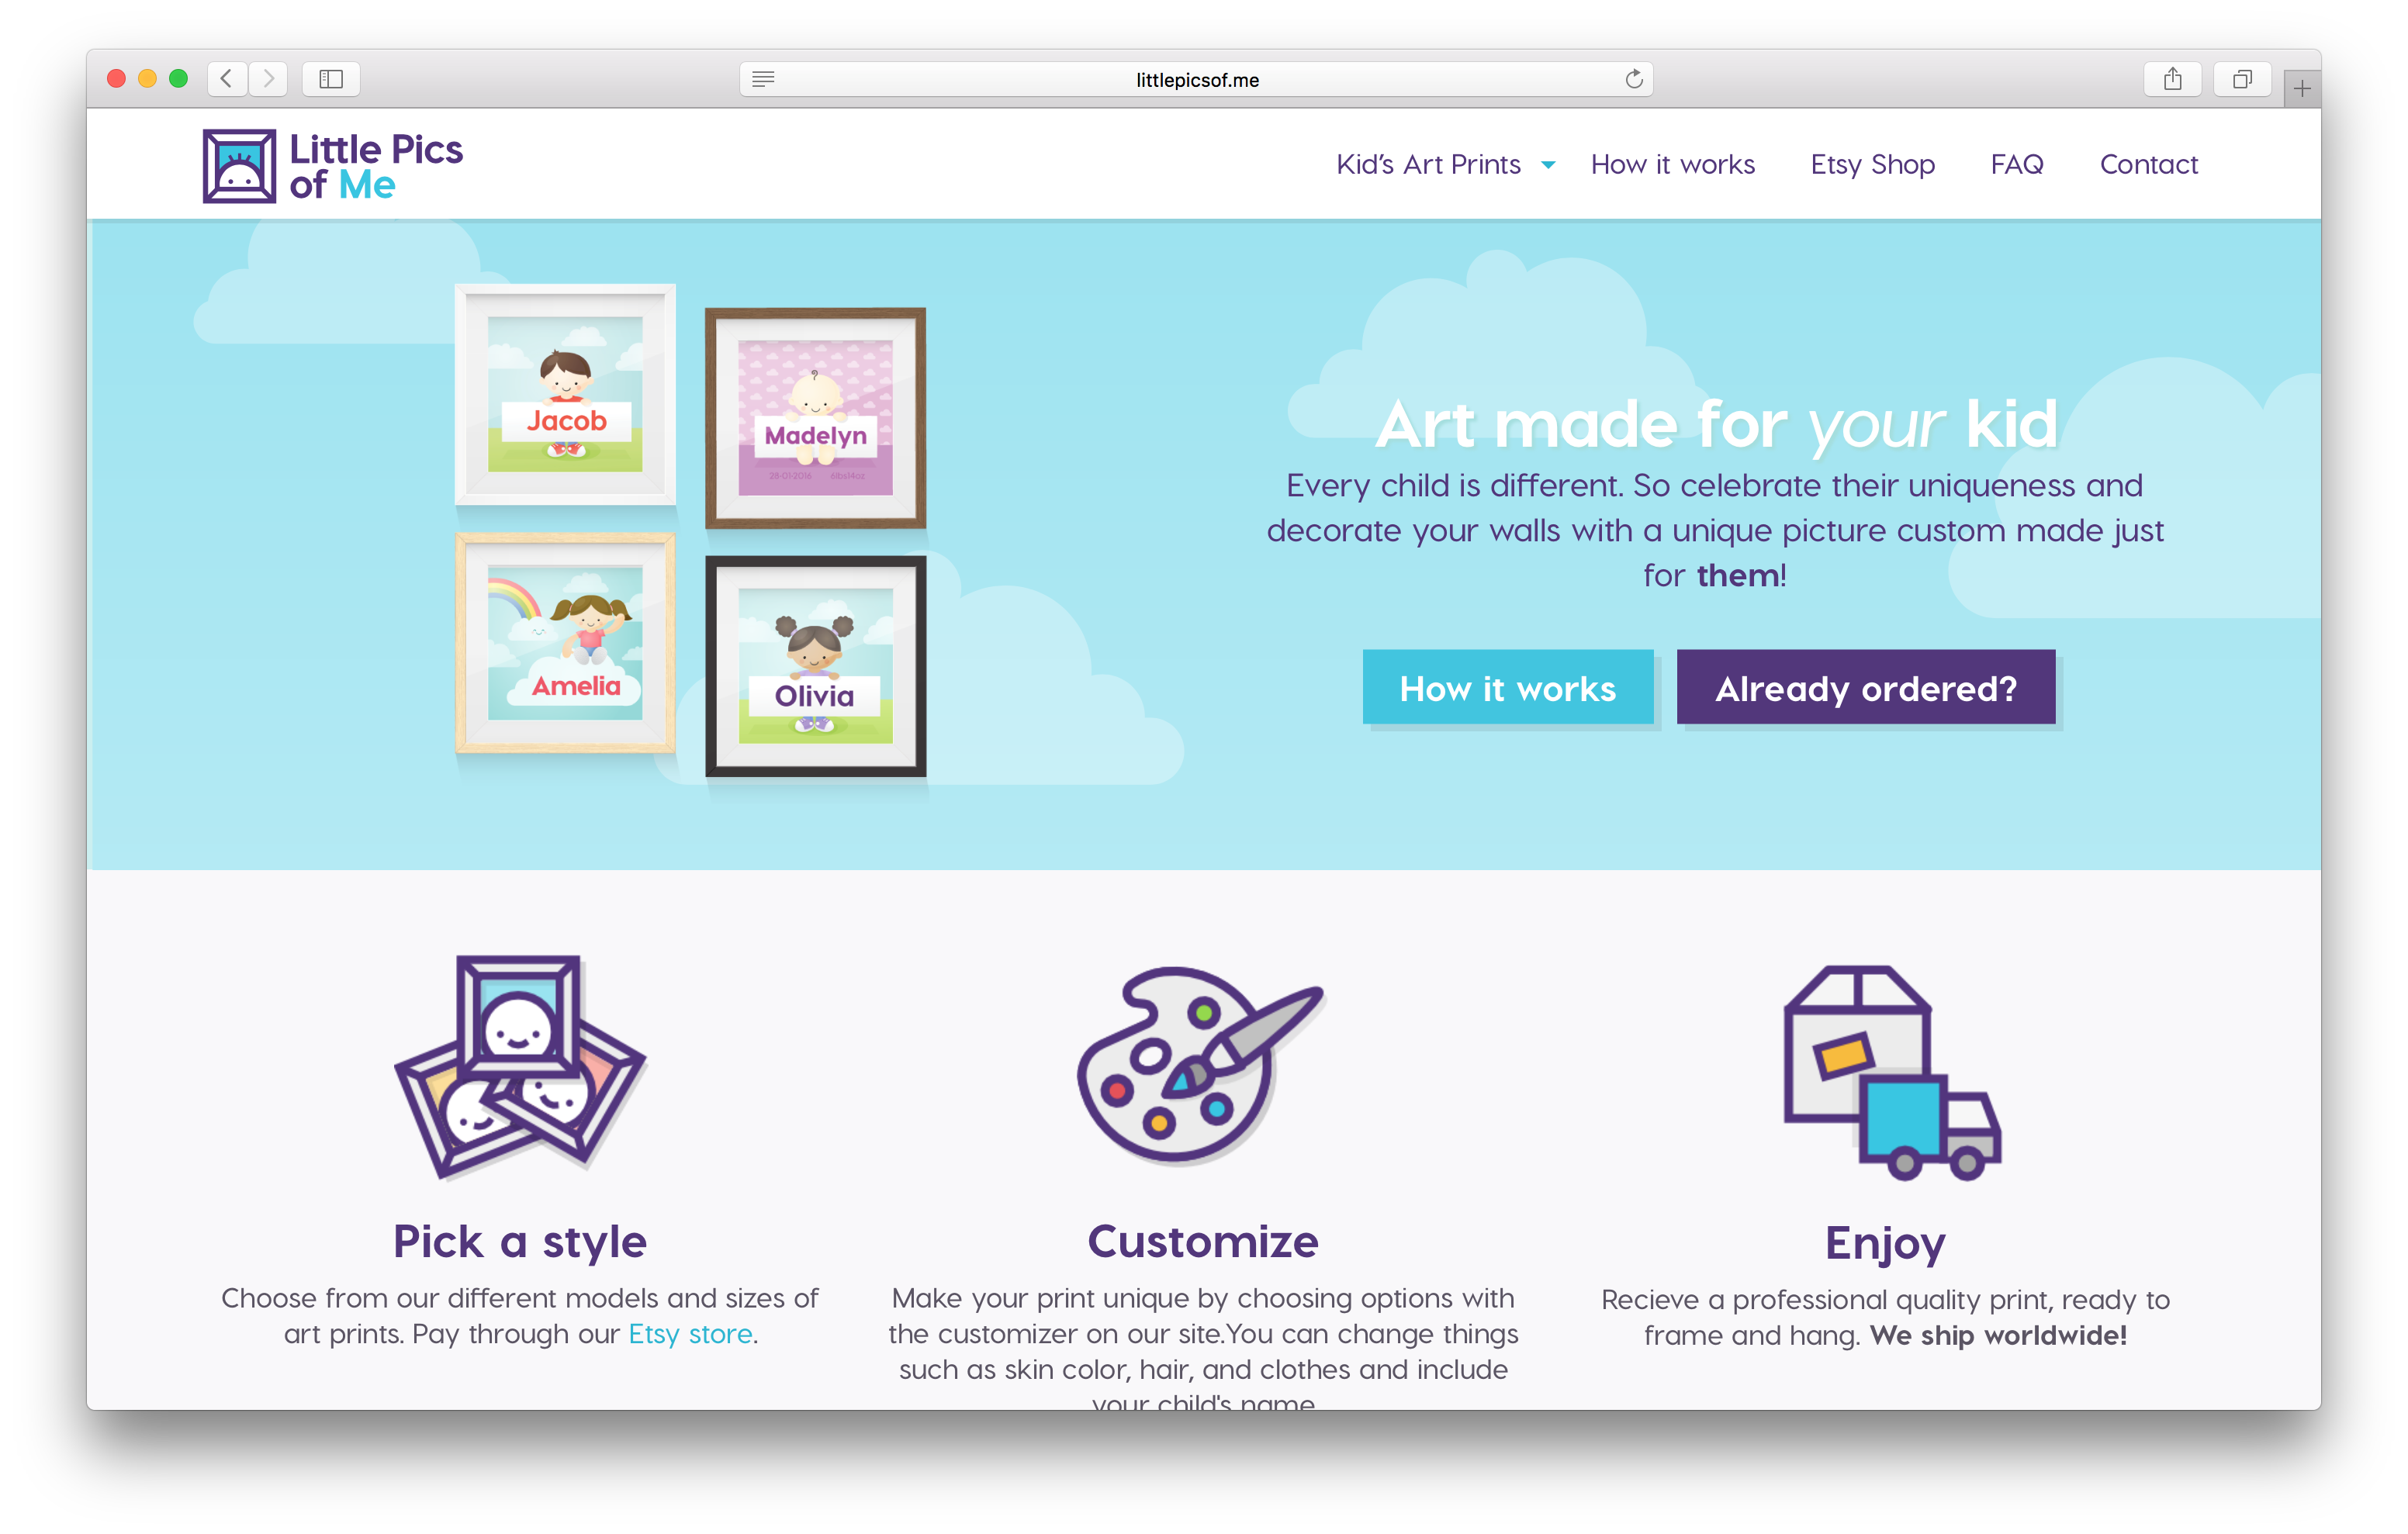 littlepicsof.me
Little Pics
of Me
Kid's Art Prints
How it works
Etsy Shop
FAQ
Contact
Jacob
Madelyn
28-01-2016 6lbs14oz
Amelia
Olivia
Art made for your kid
Every child is different. So celebrate their uniqueness and
decorate your walls with a unique picture custom made just
for them!
How it works
Already ordered?
Pick a style
Choose from our different models and sizes of
art prints. Pay through our Etsy store.
Customize
Make your print unique by choosing options with
the customizer on our site.You can change things
such as skin color, hair, and clothes and include
your child's name
Enjoy
Recieve a professional quality print, ready to
frame and hang. We ship worldwide!